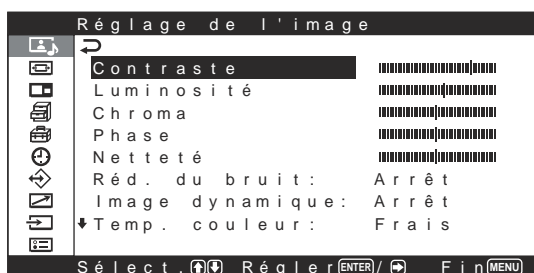 Réglage de l'image
Contraste
Luminosité
Chroma
Phase
Netteté
Réd. du bruit: Arrêt
Image dynamique: Arrêt
Temp. couleur: Frais
Sélect. Régler ENTER / Fin MENU